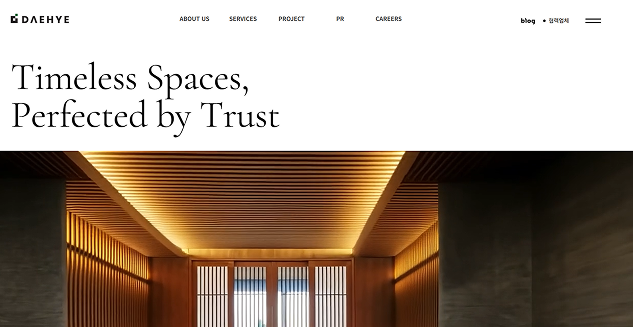 DAEHYE
ABOUT US SERVICES PROJECT PR CAREERS
blog • 협력업체
Timeless Spaces,
Perfected by Trust